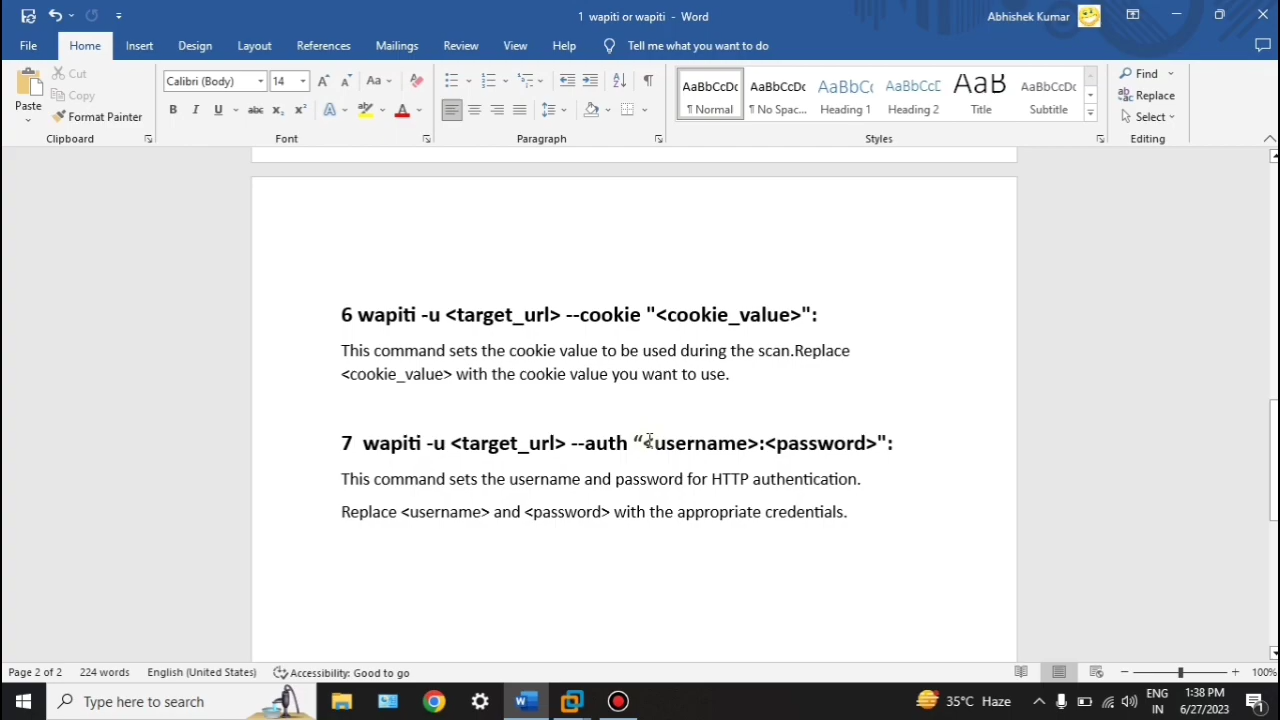 1 wapiti or wapiti - Word
Abhishek Kumar
File Home Insert Design Layout References Mailings Review View Help Tell me what you want to do
Paste
Cut
Copy
Format Painter
Clipboard
Calibri (Body) 14
Font
Paragraph
AaBbCcDc ¶ Normal
AaBbCcDc ¶ No Spac...
AaBbCc Heading 1
AaBbCcC Heading 2
AaB Title
AaBbCcDc Subtitle
Styles
Find
Replace
Select
Editing
6 wapiti -u <target_url> --cookie "<cookie_value>":
This command sets the cookie value to be used during the scan.Replace
<cookie_value> with the cookie value you want to use.
7 wapiti -u <target_url> --auth “<username>:<password>":
This command sets the username and password for HTTP authentication.
Replace <username> and <password> with the appropriate credentials.
Page 2 of 2 224 words English (United States) Accessibility: Good to go 100%
Type here to search
35°C Haze
ENG
IN
1:38 PM
6/27/2023
1